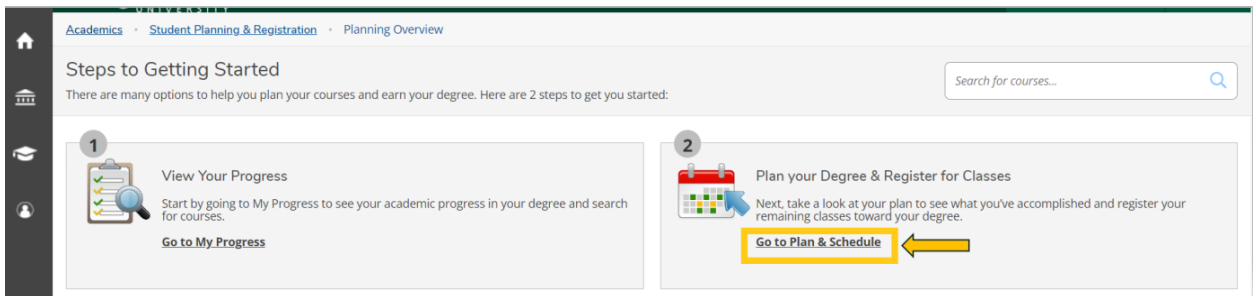 UNIVERSITY
Academics · Student Planning & Registration · Planning Overview
Steps to Getting Started
There are many options to help you plan your courses and earn your degree. Here are 2 steps to get you started:
Search for courses...
1
View Your Progress
Start by going to My Progress to see your academic progress in your degree and search
for courses.
Go to My Progress
2
Plan your Degree & Register for Classes
Next, take a look at your plan to see what you've accomplished and register your
remaining classes toward your degree.
Go to Plan & Schedule